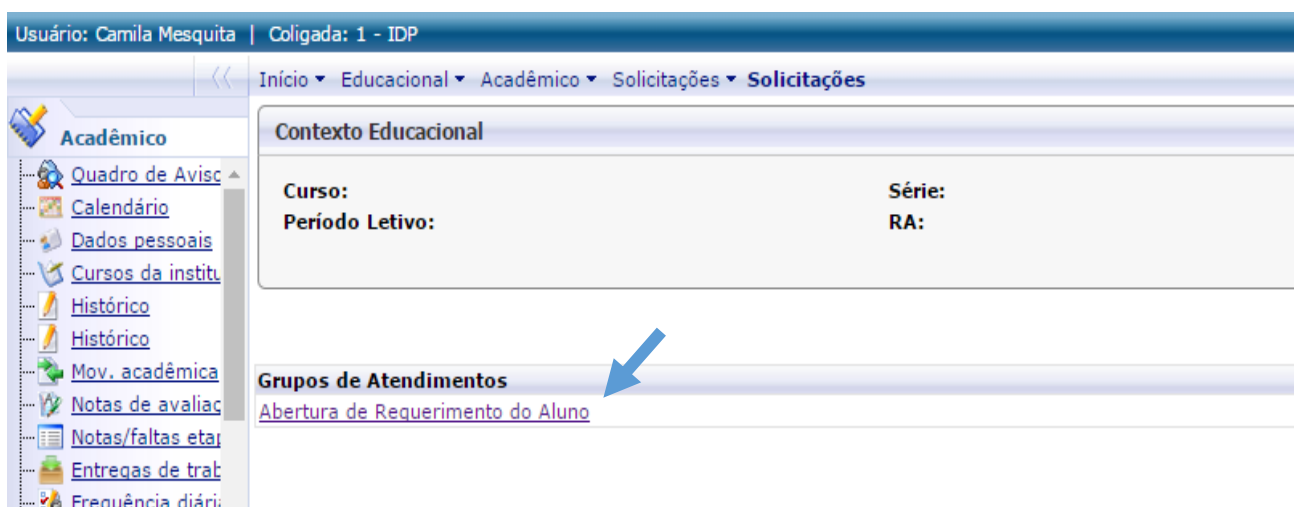 Usuário: Camila Mesquita | Coligada: 1 - IDP
Início Educacional Acadêmico Solicitações Solicitações
Acadêmico
Quadro de Avisc
Calendário
Dados pessoais
Cursos da institu
Histórico
Histórico
Mov. acadêmica
Notas de avaliaç
Notas/faltas eta
Entregas de trab
Frequência diári
Contexto Educacional
Curso:
Série:
Período Letivo:
RA:
Grupos de Atendimentos
Abertura de Requerimento do Aluno